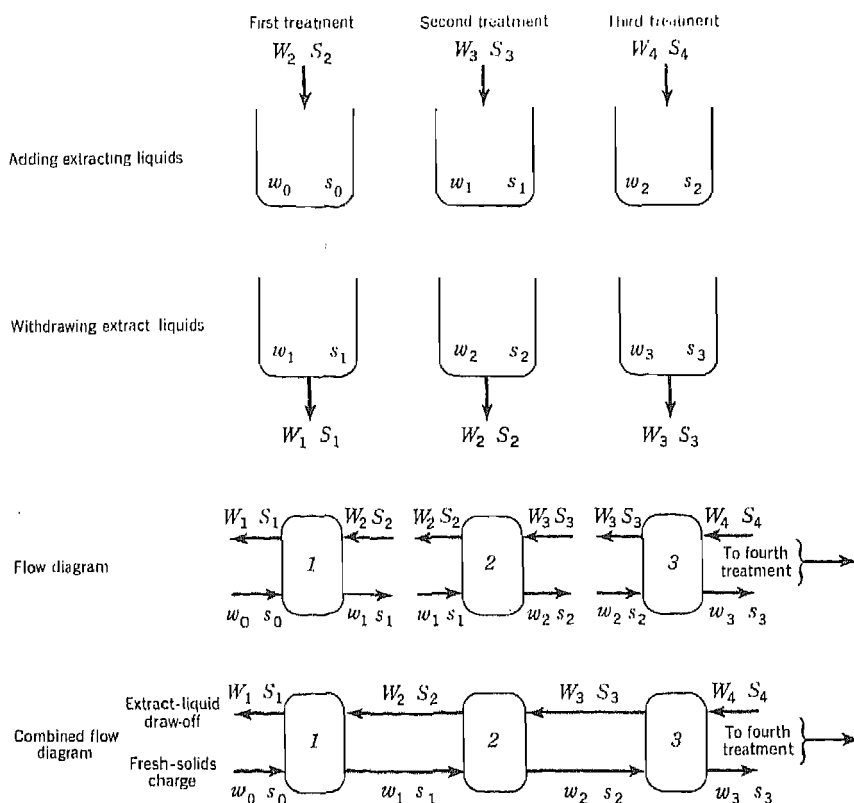 First treatment Second treatment Third treatment
W₂ S₂ W₃ S₃ W₄ S₄
Adding extracting liquids
w₀ s₀ w₁ s₁ w₂ s₂
Withdrawing extract liquids
w₁ s₁ w₂ s₂ w₃ s₃
W₁ S₁ W₂ S₂ W₃ S₃
W₁ S₁ W₂ S₂ W₂ S₂ W₃ S₃ W₃ S₃ W₄ S₄
Flow diagram
1 2 3
To fourth
treatment
w₀ s₀ w₁ s₁ w₁ s₁ w₂ s₂ w₂ s₂ w₃ s₃
W₁ S₁ W₂ S₂ W₃ S₃ W₄ S₄
Extract-liquid
draw-off
Combined flow
diagram
1 2 3
To fourth
treatment
Fresh-solids
charge
w₀ s₀ w₁ s₁ w₂ s₂ w₃ s₃